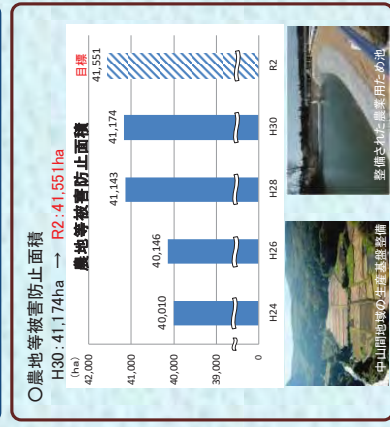 〇農地等被害防止面積
H30：41,174ha → R2：41,551ha
農地等被害防止面積
(ha)
42,000
41,000
40,000
39,000
0
40,010
40,146
41,143
41,174
目標
41,551
H24
H26
H28
H30
R2
中山間地域の生産基盤整備
整備された農業用ため池